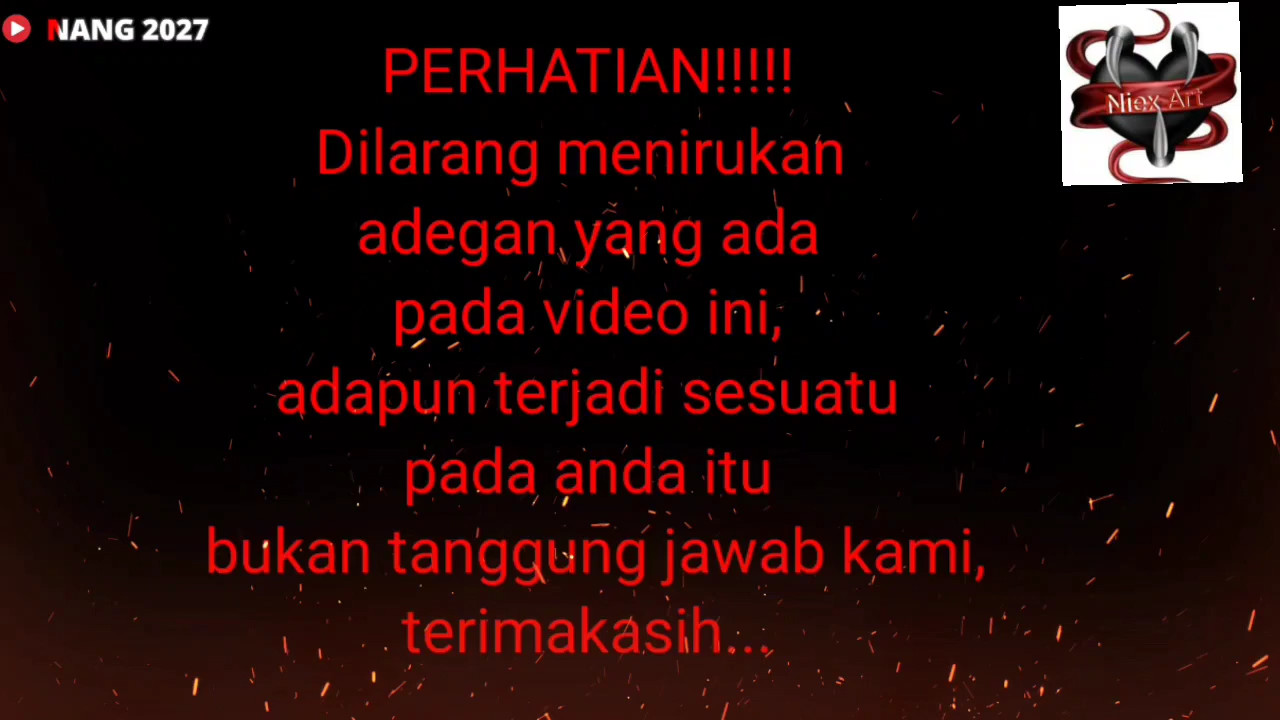 NANG 2027
Niex Art
PERHATIAN!!!!!
Dilarang menirukan
adegan yang ada
pada video ini,
adapun terjadi sesuatu
pada anda itu
bukan tanggung jawab kami,
terimakasih...